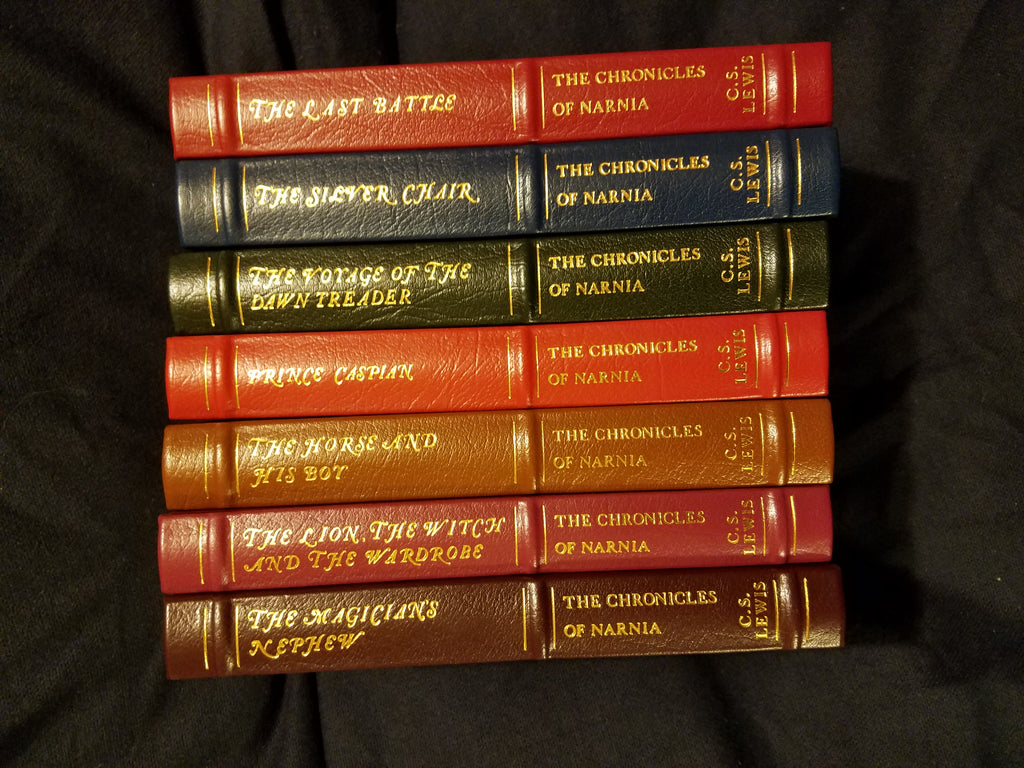 THE LAST BATTLE
THE CHRONICLES
OF NARNIA
C.S.
LEWIS
THE SILVER CHAIR
THE CHRONICLES
OF NARNIA
C.S.
LEWIS
THE VOYAGE OF THE
DAWN TREADER
THE CHRONICLES
OF NARNIA
C.S.
LEWIS
PRINCE CASPIAN
THE CHRONICLES
OF NARNIA
C.S.
LEWIS
THE HORSE AND
HIS BOY
THE CHRONICLES
OF NARNIA
C.S.
LEWIS
THE LION, THE WITCH
AND THE WARDROBE
THE CHRONICLES
OF NARNIA
C.S.
LEWIS
THE MAGICIAN'S
NEPHEW
THE CHRONICLES
OF NARNIA
C.S.
LEWIS